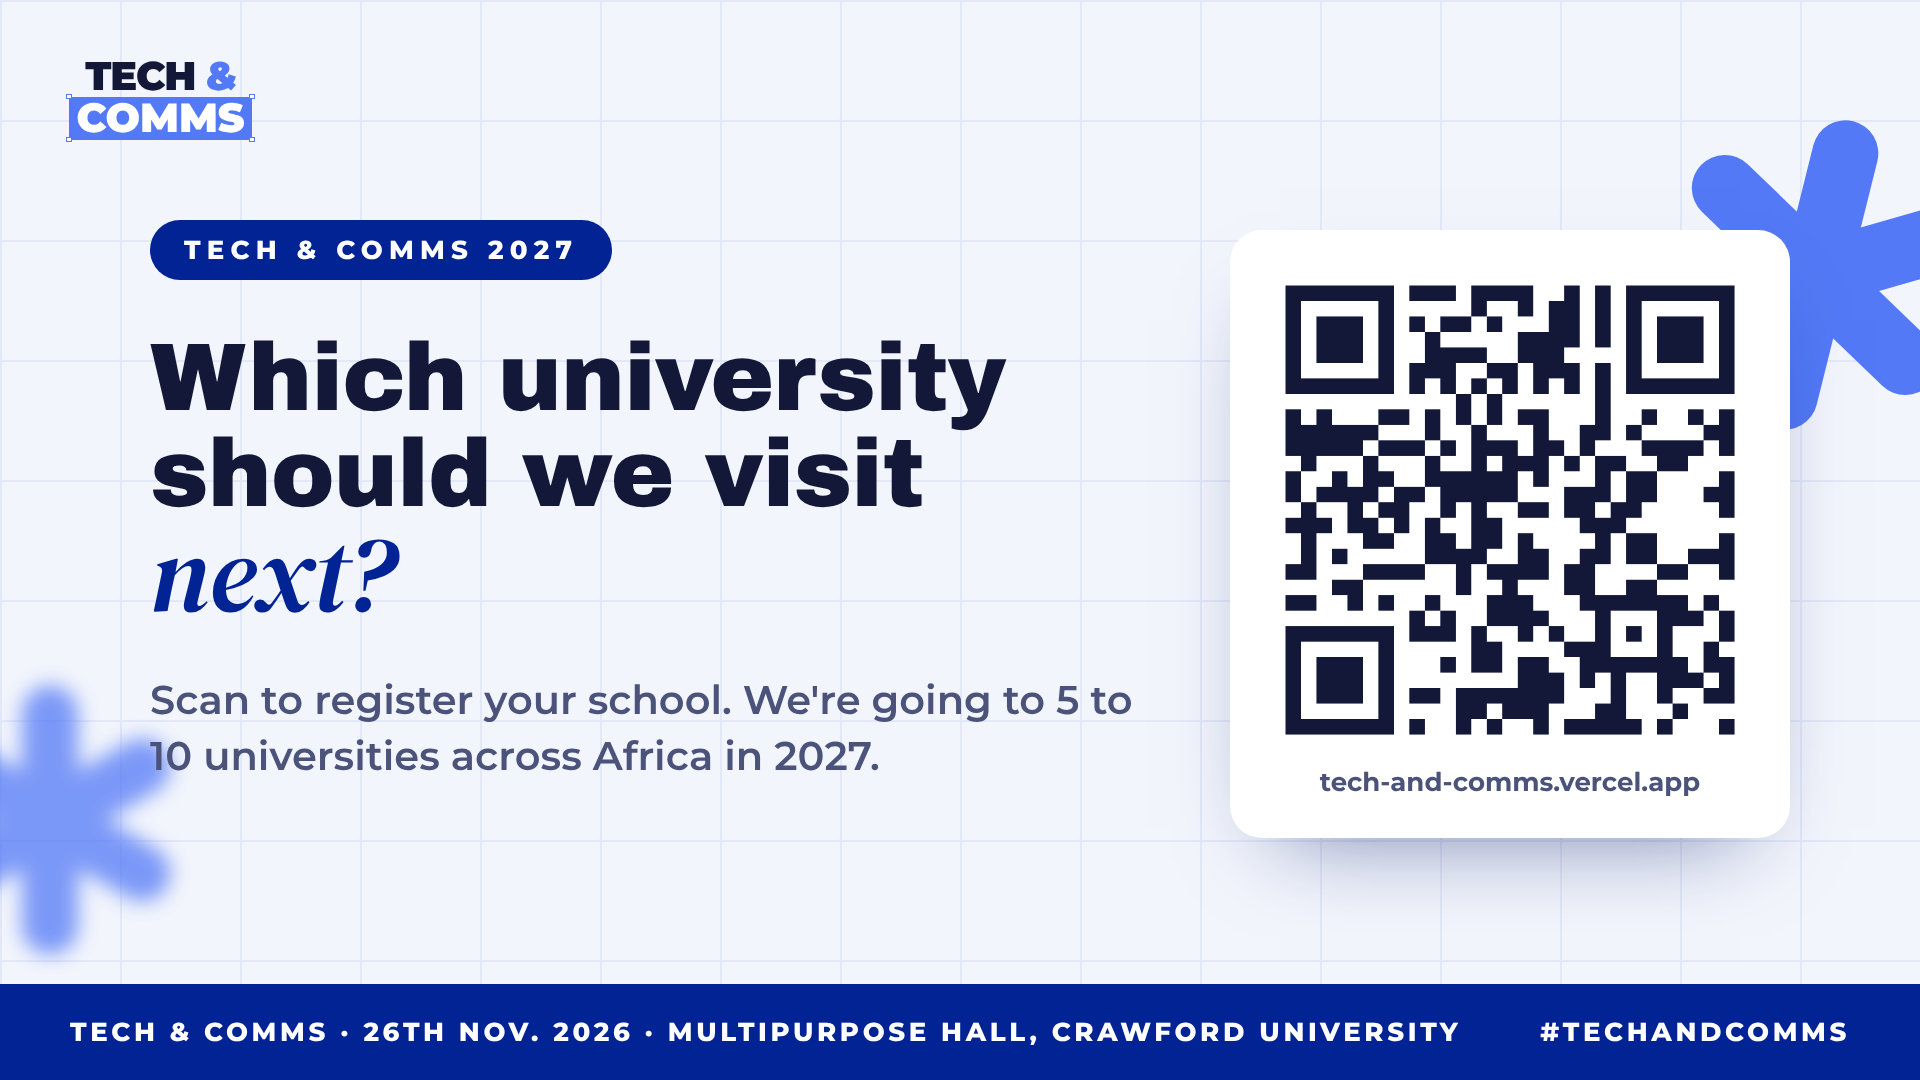 TECH &
COMMS
TECH & COMMS 2027
Which university
should we visit
next?
Scan to register your school. We're going to 5 to
10 universities across Africa in 2027.
tech-and-comms.vercel.app
TECH & COMMS · 26TH NOV. 2026 · MULTIPURPOSE HALL, CRAWFORD UNIVERSITY
#TECHANDCOMMS